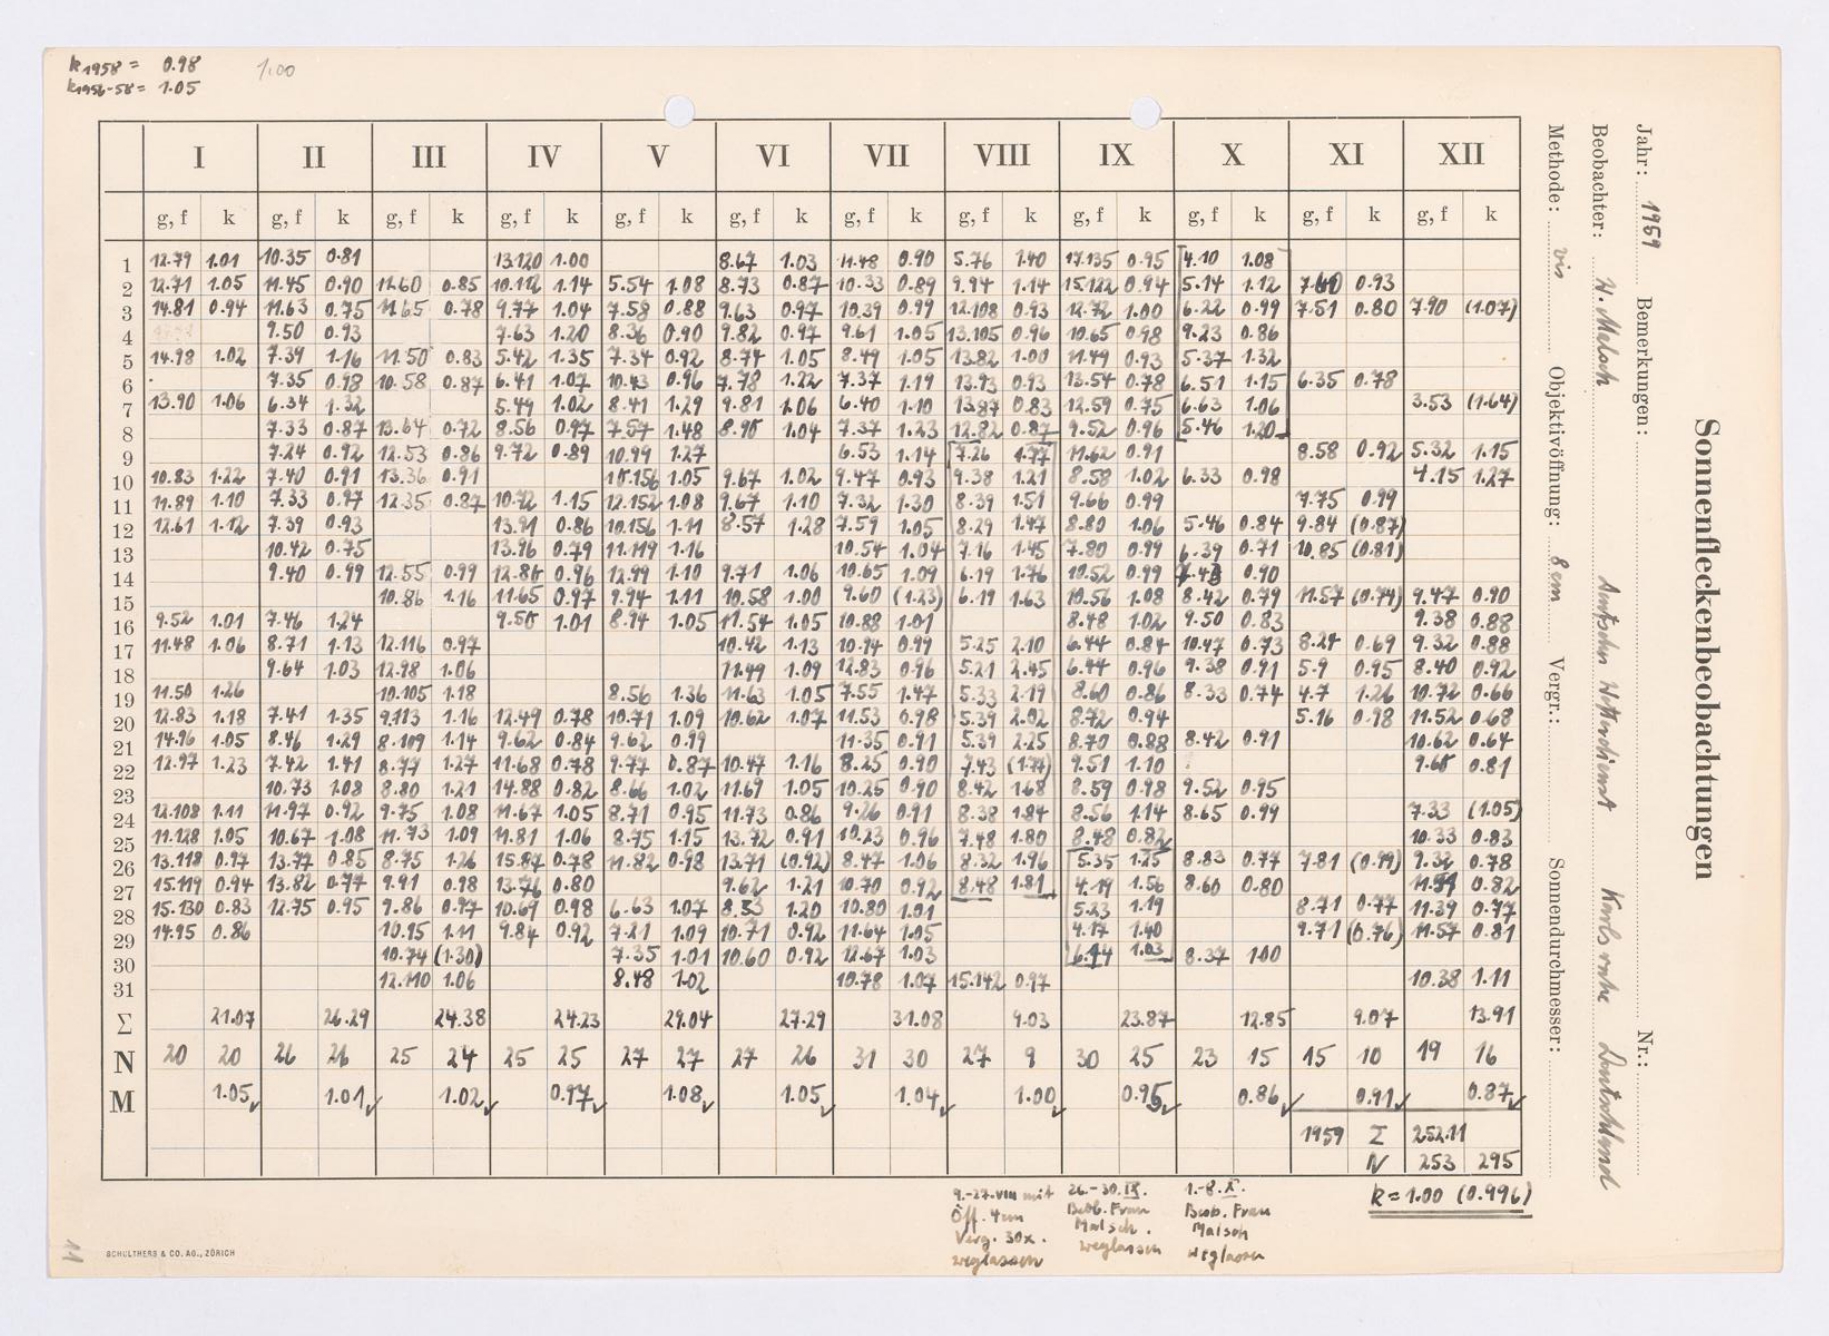 k1958 = 0.98 1.00
k1956-58 = 1.05
I II III IV V VI VII VIII IX X XI XII
g, f k g, f k g, f k g, f k g, f k g, f k g, f k g, f k g, f k g, f k g, f k g, f k
1 12.79 1.01 10.35 0.81 13.120 1.00 8.67 1.03 11.48 0.90 5.76 1.40 17.135 0.95 4.10 1.08
2 12.71 1.05 11.45 0.90 11.60 0.85 10.112 1.14 5.54 1.08 8.73 0.87 10.33 0.89 9.94 1.14 15.122 0.94 5.14 1.12 0.93
3 14.81 0.94 11.63 0.75 11.65 0.78 9.77 1.04 7.58 0.88 9.63 0.97 10.39 0.99 12.108 0.93 12.72 1.00 6.22 0.99 7.51 0.80 7.90 (1.07)
4 9.50 0.93 7.63 1.20 8.36 0.90 9.82 0.97 9.61 1.05 13.105 0.96 10.65 0.98 9.23 0.86
5 14.98 1.02 7.39 1.16 11.50 0.83 5.42 1.35 7.34 0.92 8.74 1.05 8.49 1.05 13.82 1.00 11.49 0.93 5.37 1.32
6 7.35 0.98 10.58 0.87 6.41 1.07 10.43 0.96 7.78 1.22 7.37 1.19 13.93 0.93 13.54 0.78 6.51 1.15 6.35 0.78
7 13.90 1.06 6.34 1.32 5.49 1.02 8.41 1.29 9.81 1.06 6.40 1.10 13.87 0.83 12.59 0.75 6.63 1.06 3.53 (1.64)
8 7.33 0.87 13.64 0.72 8.56 0.97 7.57 1.48 8.90 1.04 7.37 1.23 12.82 0.87 9.52 0.96 5.46 1.20
9 7.24 0.92 12.53 0.86 9.72 0.89 10.99 1.27 6.53 1.14 7.26 1.77 11.62 0.91 8.58 0.92 5.32 1.15
10 10.83 1.22 7.40 0.91 13.36 0.91 10.156 1.05 9.67 1.02 9.47 0.93 9.38 1.21 8.58 1.02 6.33 0.98 4.15 1.27
11 11.89 1.10 7.33 0.97 12.35 0.87 10.72 1.15 12.152 1.08 9.67 1.10 7.32 1.30 8.39 1.51 9.66 0.99 7.75 0.99
12 12.61 1.12 7.39 0.93 13.91 0.86 10.156 1.11 8.57 1.28 7.59 1.05 8.29 1.47 8.80 1.06 5.46 0.84 9.84 (0.87)
13 10.42 0.75 13.96 0.79 11.119 1.16 10.54 1.04 7.16 1.45 7.80 0.99 6.39 0.71 10.85 (0.81)
14 9.40 0.99 12.55 0.99 12.86 0.96 12.99 1.10 9.71 1.06 10.65 1.09 6.19 1.76 10.52 0.99 0.90
15 10.86 1.16 11.65 0.97 9.94 1.11 10.58 1.00 9.60 (1.23) 6.19 1.63 10.56 1.08 8.42 0.79 11.57 (0.74) 9.47 0.90
16 9.52 1.01 7.46 1.24 9.50 1.01 8.94 1.05 11.54 1.05 10.88 1.01 8.48 1.02 9.50 0.83 9.38 0.88
17 11.48 1.06 8.71 1.13 12.116 0.97 10.42 1.13 10.94 0.99 5.25 2.10 6.44 0.84 10.47 0.73 8.24 0.69 9.32 0.88
18 9.64 1.03 12.98 1.06 11.49 1.09 12.83 0.96 5.21 2.45 6.44 0.96 9.38 0.91 5.9 0.95 8.40 0.92
19 11.50 1.26 10.105 1.18 8.56 1.36 11.63 1.05 7.55 1.47 5.33 2.19 8.60 0.86 8.33 0.74 4.7 1.26 10.72 0.66
20 12.83 1.18 7.41 1.35 9.113 1.16 12.49 0.78 10.71 1.09 10.62 1.07 11.53 0.98 5.39 2.02 8.72 0.94 5.16 0.98 11.52 0.68
21 14.96 1.05 8.46 1.29 8.109 1.14 9.62 0.84 9.62 0.99 11.35 0.91 5.39 2.25 8.70 0.88 8.42 0.91 10.62 0.64
22 12.97 1.23 7.42 1.41 8.77 1.27 11.68 0.78 9.77 0.87 10.47 1.16 8.25 0.90 7.43 (1.77) 9.51 1.10 9.68 0.81
23 10.73 1.08 8.80 1.21 14.88 0.82 8.66 1.02 11.69 1.05 10.25 0.90 8.42 1.68 8.59 0.98 9.52 0.95
24 12.108 1.11 11.97 0.92 9.75 1.08 11.67 1.05 8.71 0.95 11.73 0.86 9.26 0.91 8.38 1.84 8.56 1.14 8.65 0.99 7.33 (1.05)
25 11.128 1.05 10.67 1.08 11.73 1.09 11.81 1.06 8.75 1.15 13.72 0.91 10.23 0.96 7.48 1.80 8.48 0.82 10.33 0.83
26 13.118 0.97 13.77 0.85 8.75 1.26 15.87 0.78 11.82 0.98 13.71 (0.92) 8.47 1.06 8.32 1.96 5.35 1.25 8.83 0.77 7.81 (0.99) 9.32 0.78
27 15.119 0.94 13.82 0.77 9.91 0.98 13.76 0.80 9.62 1.21 10.70 0.92 8.48 1.81 4.19 1.56 8.60 0.80 0.82
28 15.130 0.83 12.75 0.95 9.86 0.97 10.69 0.98 6.63 1.07 8.53 1.20 10.80 1.01 5.23 1.19 8.71 0.77 11.39 0.77
29 14.95 0.86 10.95 1.11 9.84 0.92 7.21 1.09 10.71 0.92 11.64 1.05 4.17 1.40 9.71 (0.76) 11.57 0.81
30 10.74 (1.30) 7.35 1.01 10.60 0.92 12.67 1.03 6.44 1.03 8.37 1.00
31 12.110 1.06 8.48 1.02 10.78 1.07 15.142 0.97 10.38 1.11
Σ 21.07 26.29 24.38 24.23 29.04 27.29 31.08 9.03 23.87 12.85 9.07 13.91
N 20 20 26 26 25 24 25 25 27 27 27 26 31 30 27 9 30 25 23 15 15 10 19 16
M 1.05 1.01 1.02 0.97 1.08 1.05 1.04 1.00 0.95 0.86 0.91 0.87
1959 Σ 252.11
N 253 295
k = 1.00 (0.996)
9.-27.VIII mit
Öff. 4cm
Verg. 30x.
weglassen
26.-30.IX.
Beob. Frau
Malsch.
weglassen
1.-8.X.
Beob. Frau
Malsch
weglassen
SCHULTHESS & CO. AG., ZÜRICH
11
Sonnenfleckenbeobachtungen
Jahr: 1959 Bemerkungen: Nr.:
Beobachter: W. Malsch Deutscher Wetterdienst Karlsruhe Deutschland
Methode: vis Objektivöffnung: 8 cm Vergr.: Sonnendurchmesser: